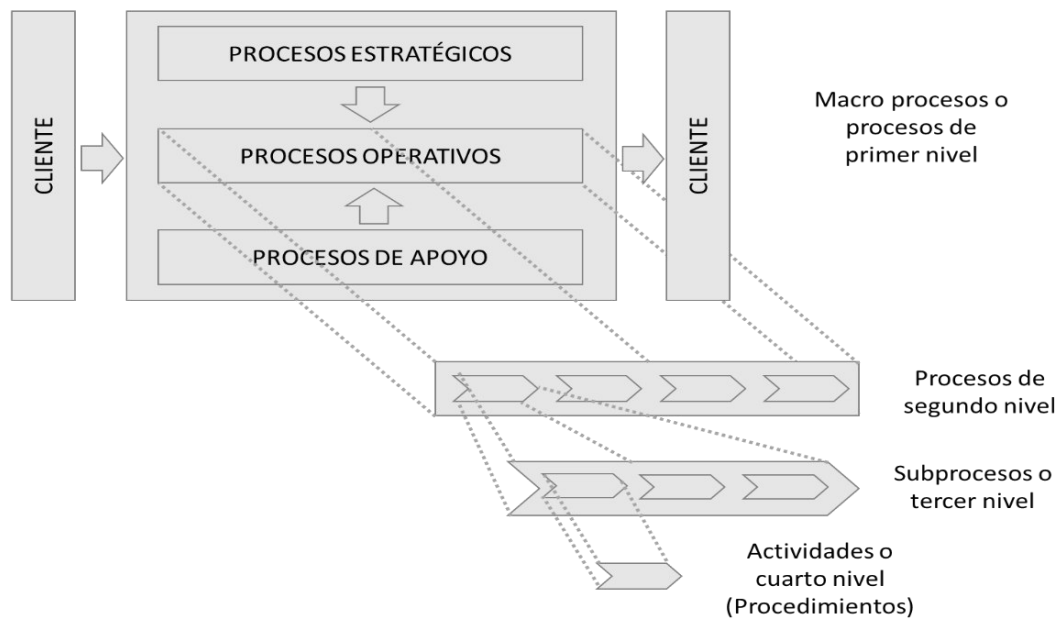 CLIENTE
PROCESOS ESTRATÉGICOS
PROCESOS OPERATIVOS
PROCESOS DE APOYO
CLIENTE
Macro procesos o
procesos de
primer nivel
Procesos de
segundo nivel
Subprocesos o
tercer nivel
Actividades o
cuarto nivel
(Procedimientos)